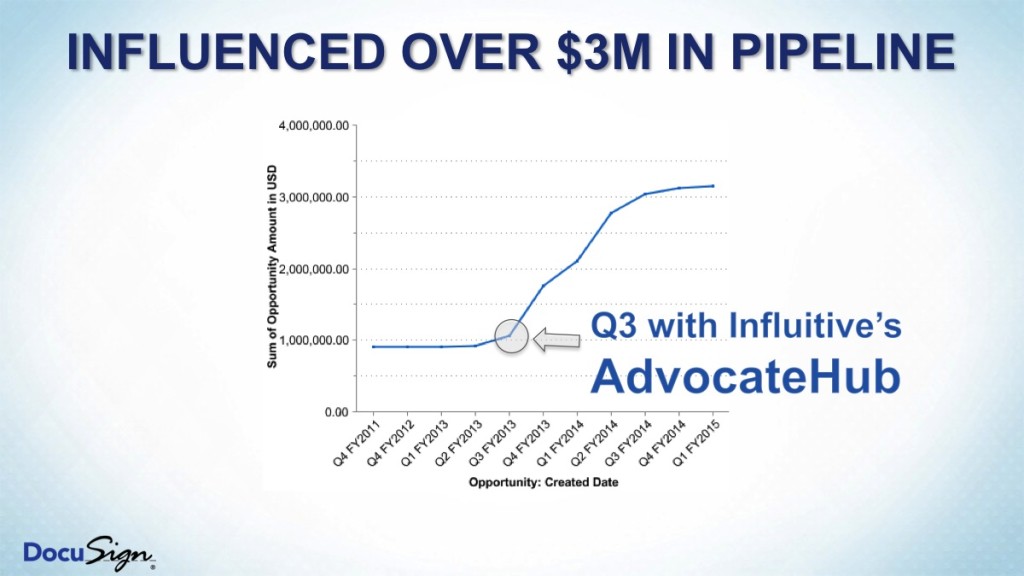 INFLUENCED OVER $3M IN PIPELINE
4,000,000.00
3,000,000.00
2,000,000.00
1,000,000.00
0.00
Sum of Opportunity Amount in USD
Q3 with Influitive’s
AdvocateHub
Q4 FY2011
Q4 FY2012
Q1 FY2013
Q2 FY2013
Q3 FY2013
Q4 FY2013
Q1 FY2014
Q2 FY2014
Q3 FY2014
Q4 FY2014
Q1 FY2015
Opportunity: Created Date
DocuSign®